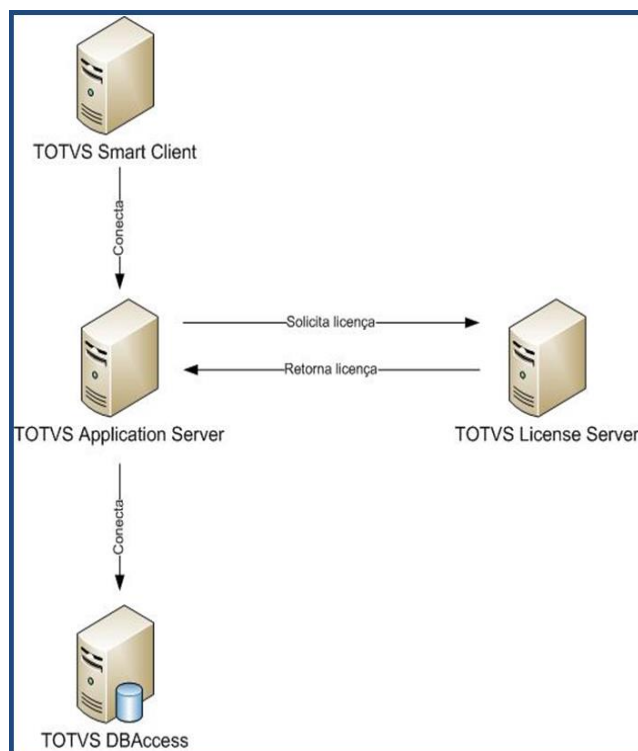 TOTVS Smart Client
Conecta
Solicita licença
Retorna licença
TOTVS Application Server
TOTVS License Server
Conecta
TOTVS DBAccess